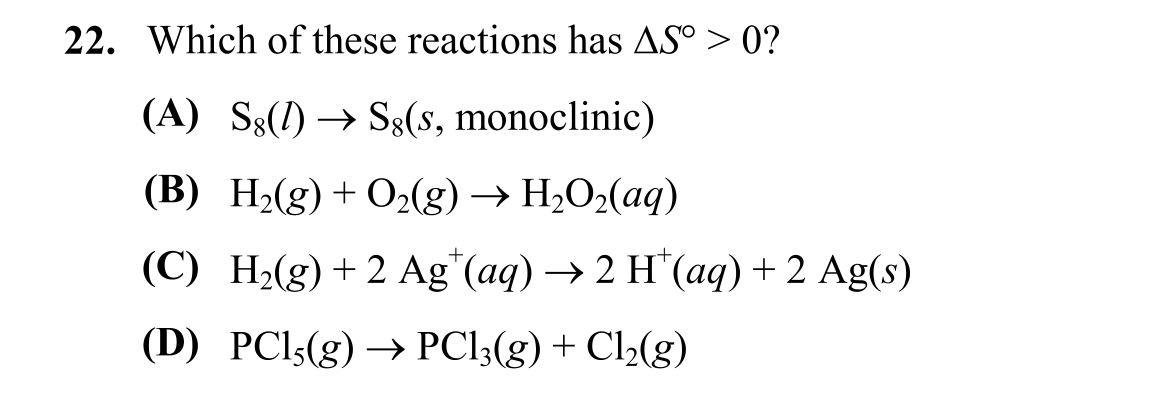 22. Which of these reactions has ΔS° > 0?
(A) S₈(l) → S₈(s, monoclinic)
(B) H₂(g) + O₂(g) → H₂O₂(aq)
(C) H₂(g) + 2 Ag⁺(aq) → 2 H⁺(aq) + 2 Ag(s)
(D) PCl₅(g) → PCl₃(g) + Cl₂(g)